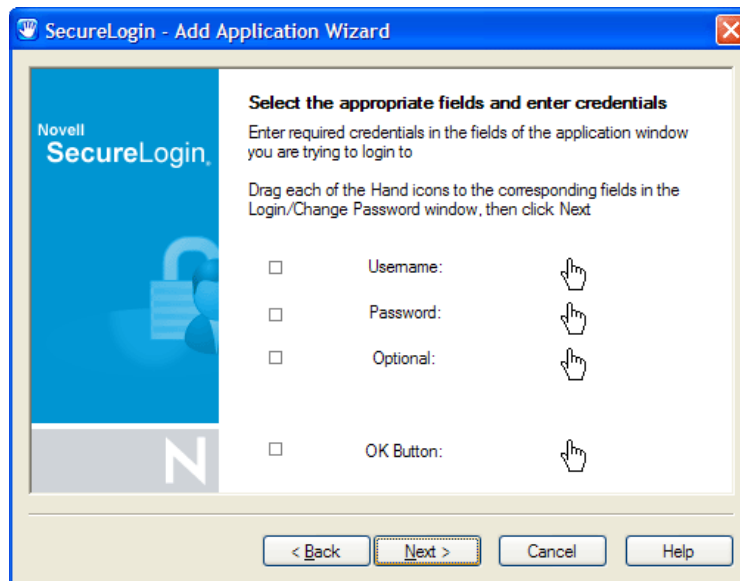 SecureLogin - Add Application Wizard
Novell
SecureLogin®
N
Select the appropriate fields and enter credentials
Enter required credentials in the fields of the application window
you are trying to login to
Drag each of the Hand icons to the corresponding fields in the
Login/Change Password window, then click Next
Username:
Password:
Optional:
OK Button:
< Back
Next >
Cancel
Help